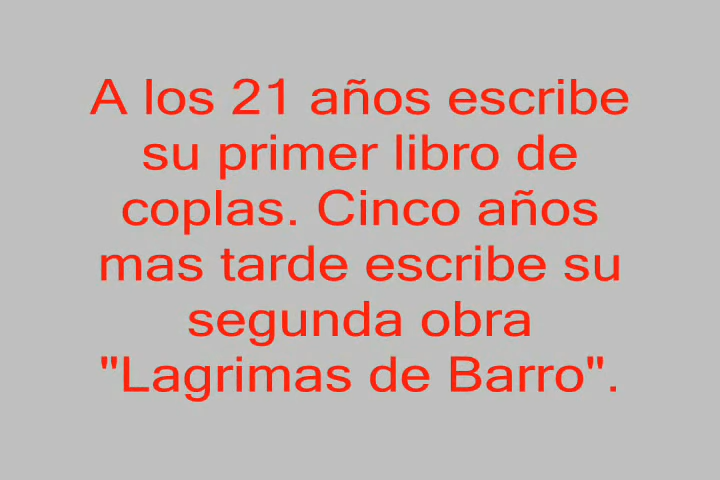 A los 21 años escribe
su primer libro de
coplas. Cinco años
mas tarde escribe su
segunda obra
"Lagrimas de Barro".